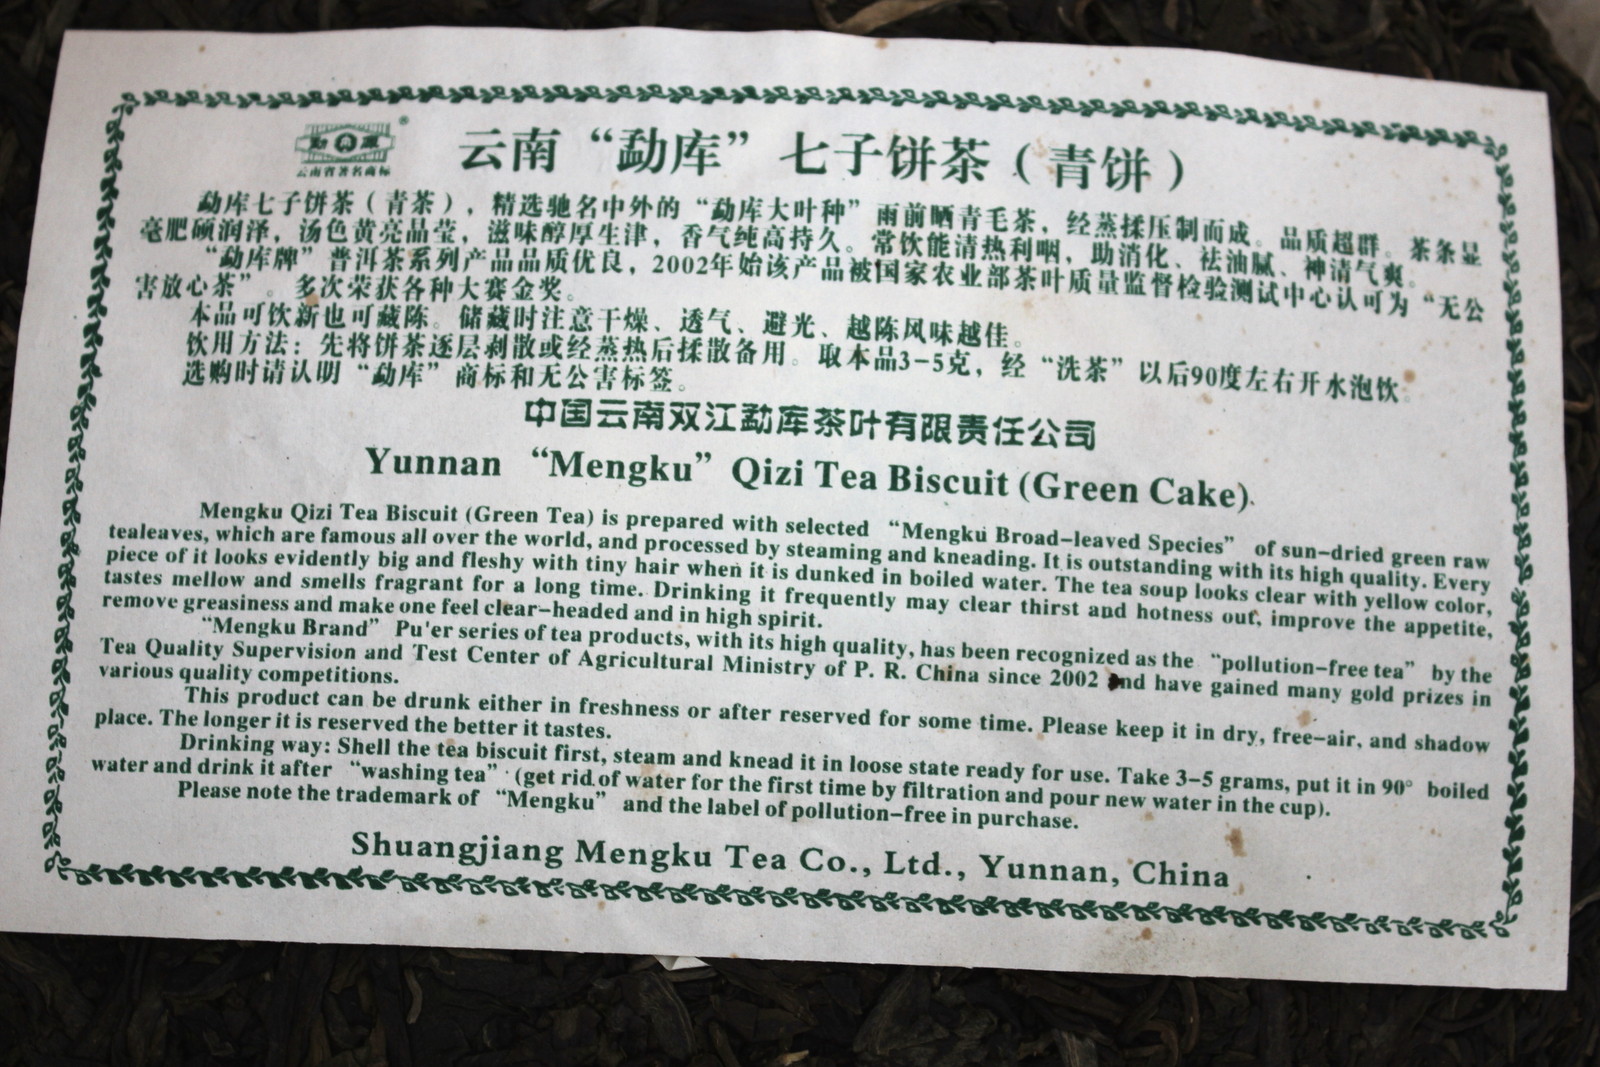 勐库
®
云南省著名商标
云南“勐库”七子饼茶（青饼）
勐库七子饼茶（青茶），精选驰名中外的“勐库大叶种”雨前晒青毛茶，经蒸揉压制而成。品质超群。茶条显
毫肥硕润泽，汤色黄亮晶莹，滋味醇厚生津，香气纯高持久。常饮能清热利咽，助消化、祛油腻、神清气爽。
“勐库牌”普洱茶系列产品品质优良，2002年始该产品被国家农业部茶叶质量监督检验测试中心认可为“无公
害放心茶”。多次荣获各种大赛金奖。
本品可饮新也可藏陈。储藏时注意干燥、透气、避光、越陈风味越佳。
饮用方法：先将饼茶逐层剥散或经蒸热后揉散备用。取本品3-5克，经“洗茶”以后90度左右开水泡饮。
选购时请认明“勐库”商标和无公害标签。
中国云南双江勐库茶叶有限责任公司
Yunnan “Mengku” Qizi Tea Biscuit (Green Cake).
Mengku Qizi Tea Biscuit (Green Tea) is prepared with selected “Mengku Broad-leaved Species” of sun-dried green raw
tealeaves, which are famous all over the world, and processed by steaming and kneading. It is outstanding with its high quality. Every
piece of it looks evidently big and fleshy with tiny hair when it is dunked in boiled water. The tea soup looks clear with yellow color,
tastes mellow and smells fragrant for a long time. Drinking it frequently may clear thirst and hotness out, improve the appetite,
remove greasiness and make one feel clear-headed and in high spirit.
“Mengku Brand” Pu'er series of tea products, with its high quality, has been recognized as the “pollution-free tea” by the
Tea Quality Supervision and Test Center of Agricultural Ministry of P. R. China since 2002 and have gained many gold prizes in
various quality competitions.
This product can be drunk either in freshness or after reserved for some time. Please keep it in dry, free-air, and shadow
place. The longer it is reserved the better it tastes.
Drinking way: Shell the tea biscuit first, steam and knead it in loose state ready for use. Take 3-5 grams, put it in 90° boiled
water and drink it after “washing tea” (get rid of water for the first time by filtration and pour new water in the cup).
Please note the trademark of “Mengku” and the label of pollution-free in purchase.
Shuangjiang Mengku Tea Co., Ltd., Yunnan, China